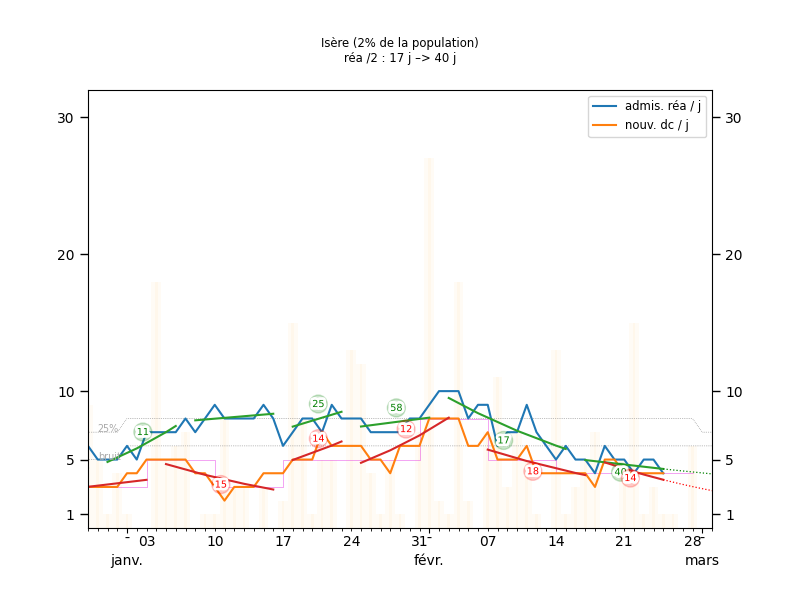 Isère (2% de la population)
réa /2 : 17 j –> 40 j
admis. réa / j
nouv. dc / j
30 30
20 20
10 10
5 5
1 1
25%
bruit
11
15
25
14
58
12
17
18
40
14
03 10 17 24 31 07 14 21 28
janv. févr. mars